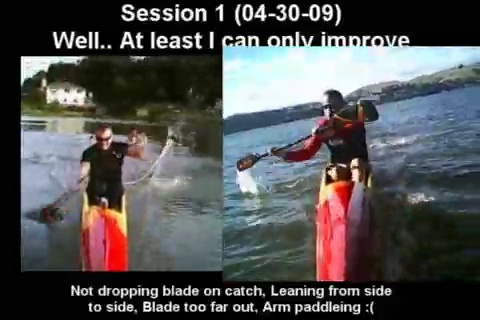 Session 1 (04-30-09)
Well.. At least I can only improve
Not dropping blade on catch, Leaning from side
to side, Blade too far out, Arm paddleing :(